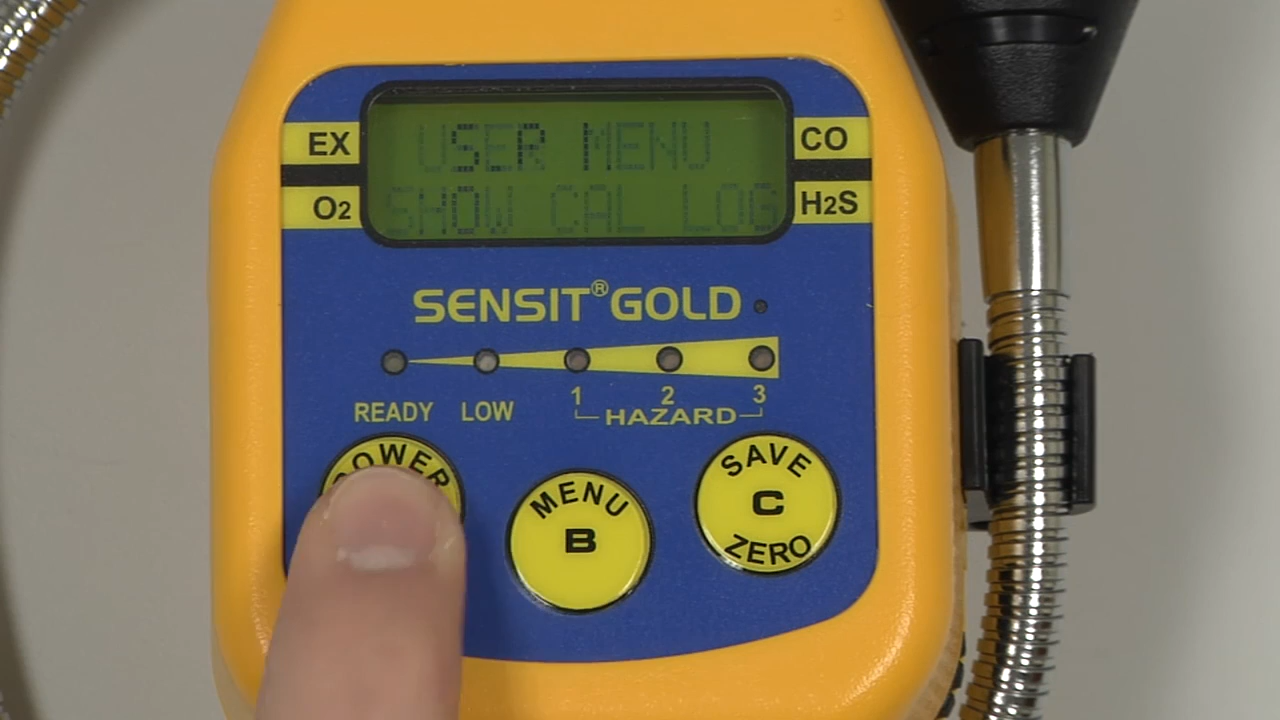 EX
USER MENU
CO
O2
SHOW CAL LOG
H2S
SENSIT® GOLD
READY LOW 1 2 3
HAZARD
POWER
MENU
B
SAVE
C
ZERO